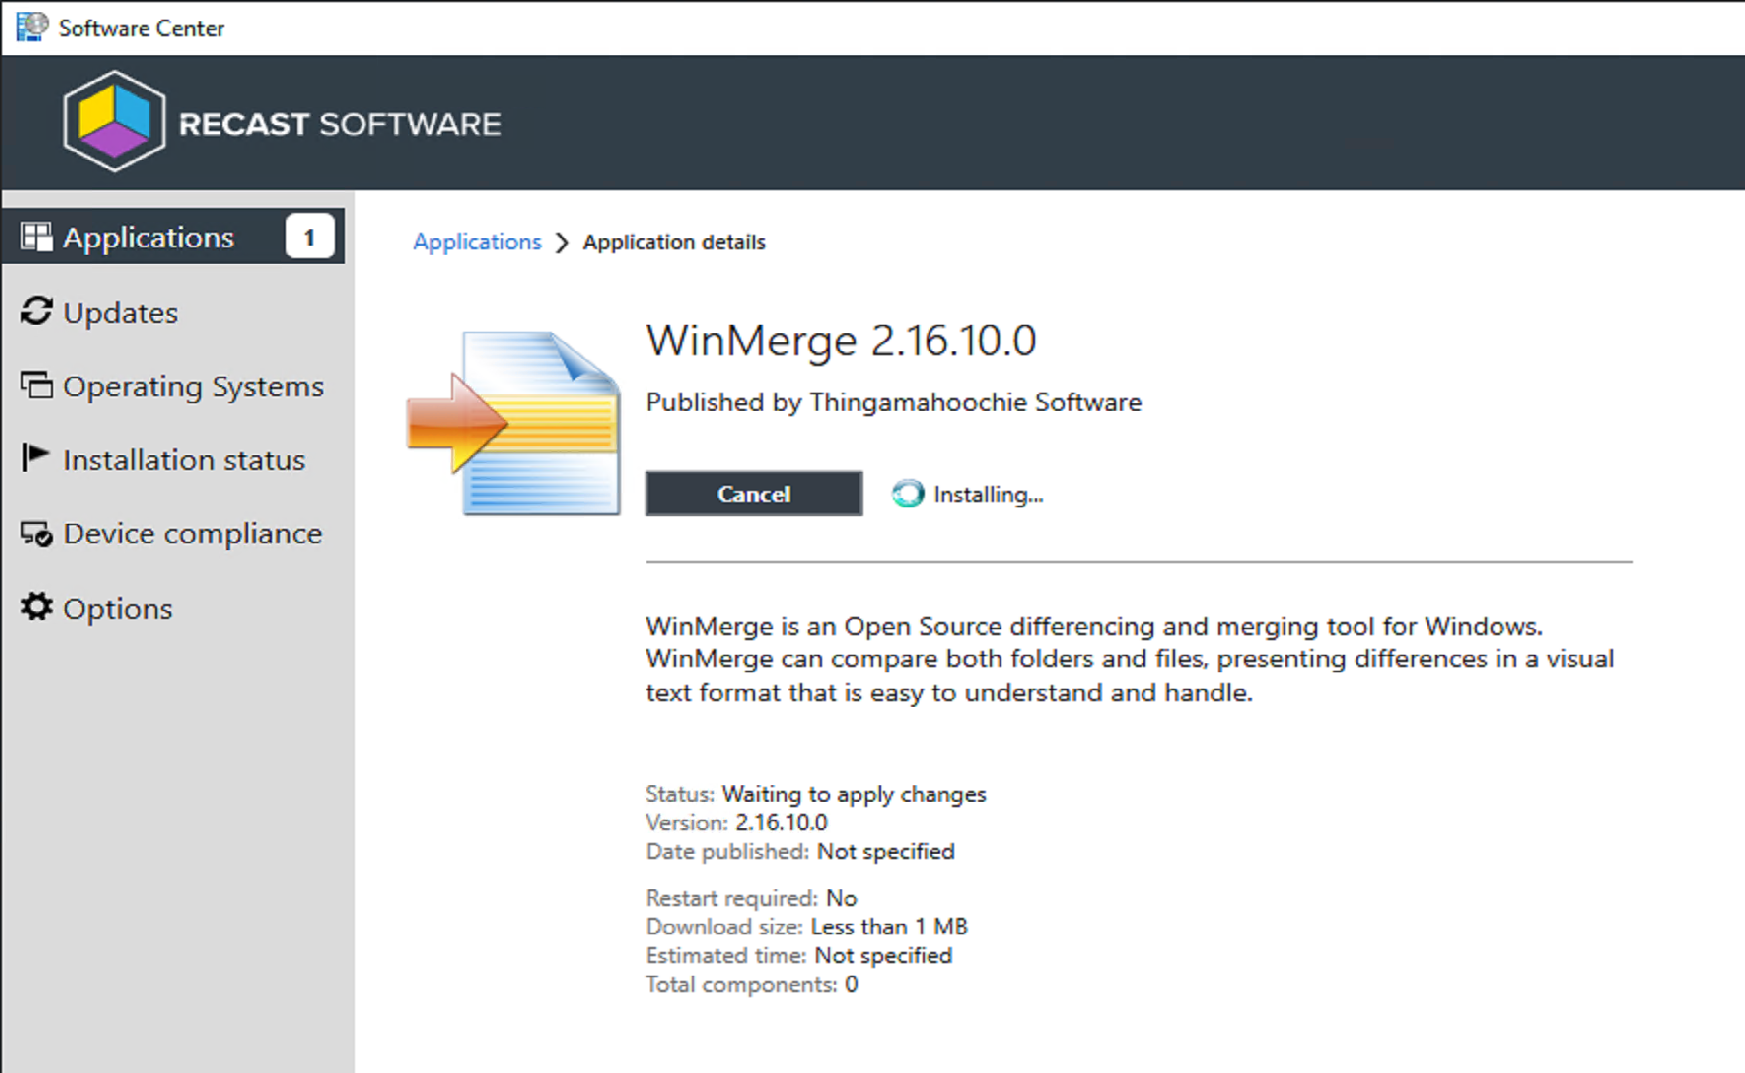 Software Center
RECAST SOFTWARE
Applications 1
Updates
Operating Systems
Installation status
Device compliance
Options
Applications > Application details
WinMerge 2.16.10.0
Published by Thingamahoochie Software
Cancel Installing...
WinMerge is an Open Source differencing and merging tool for Windows.
WinMerge can compare both folders and files, presenting differences in a visual
text format that is easy to understand and handle.
Status: Waiting to apply changes
Version: 2.16.10.0
Date published: Not specified
Restart required: No
Download size: Less than 1 MB
Estimated time: Not specified
Total components: 0